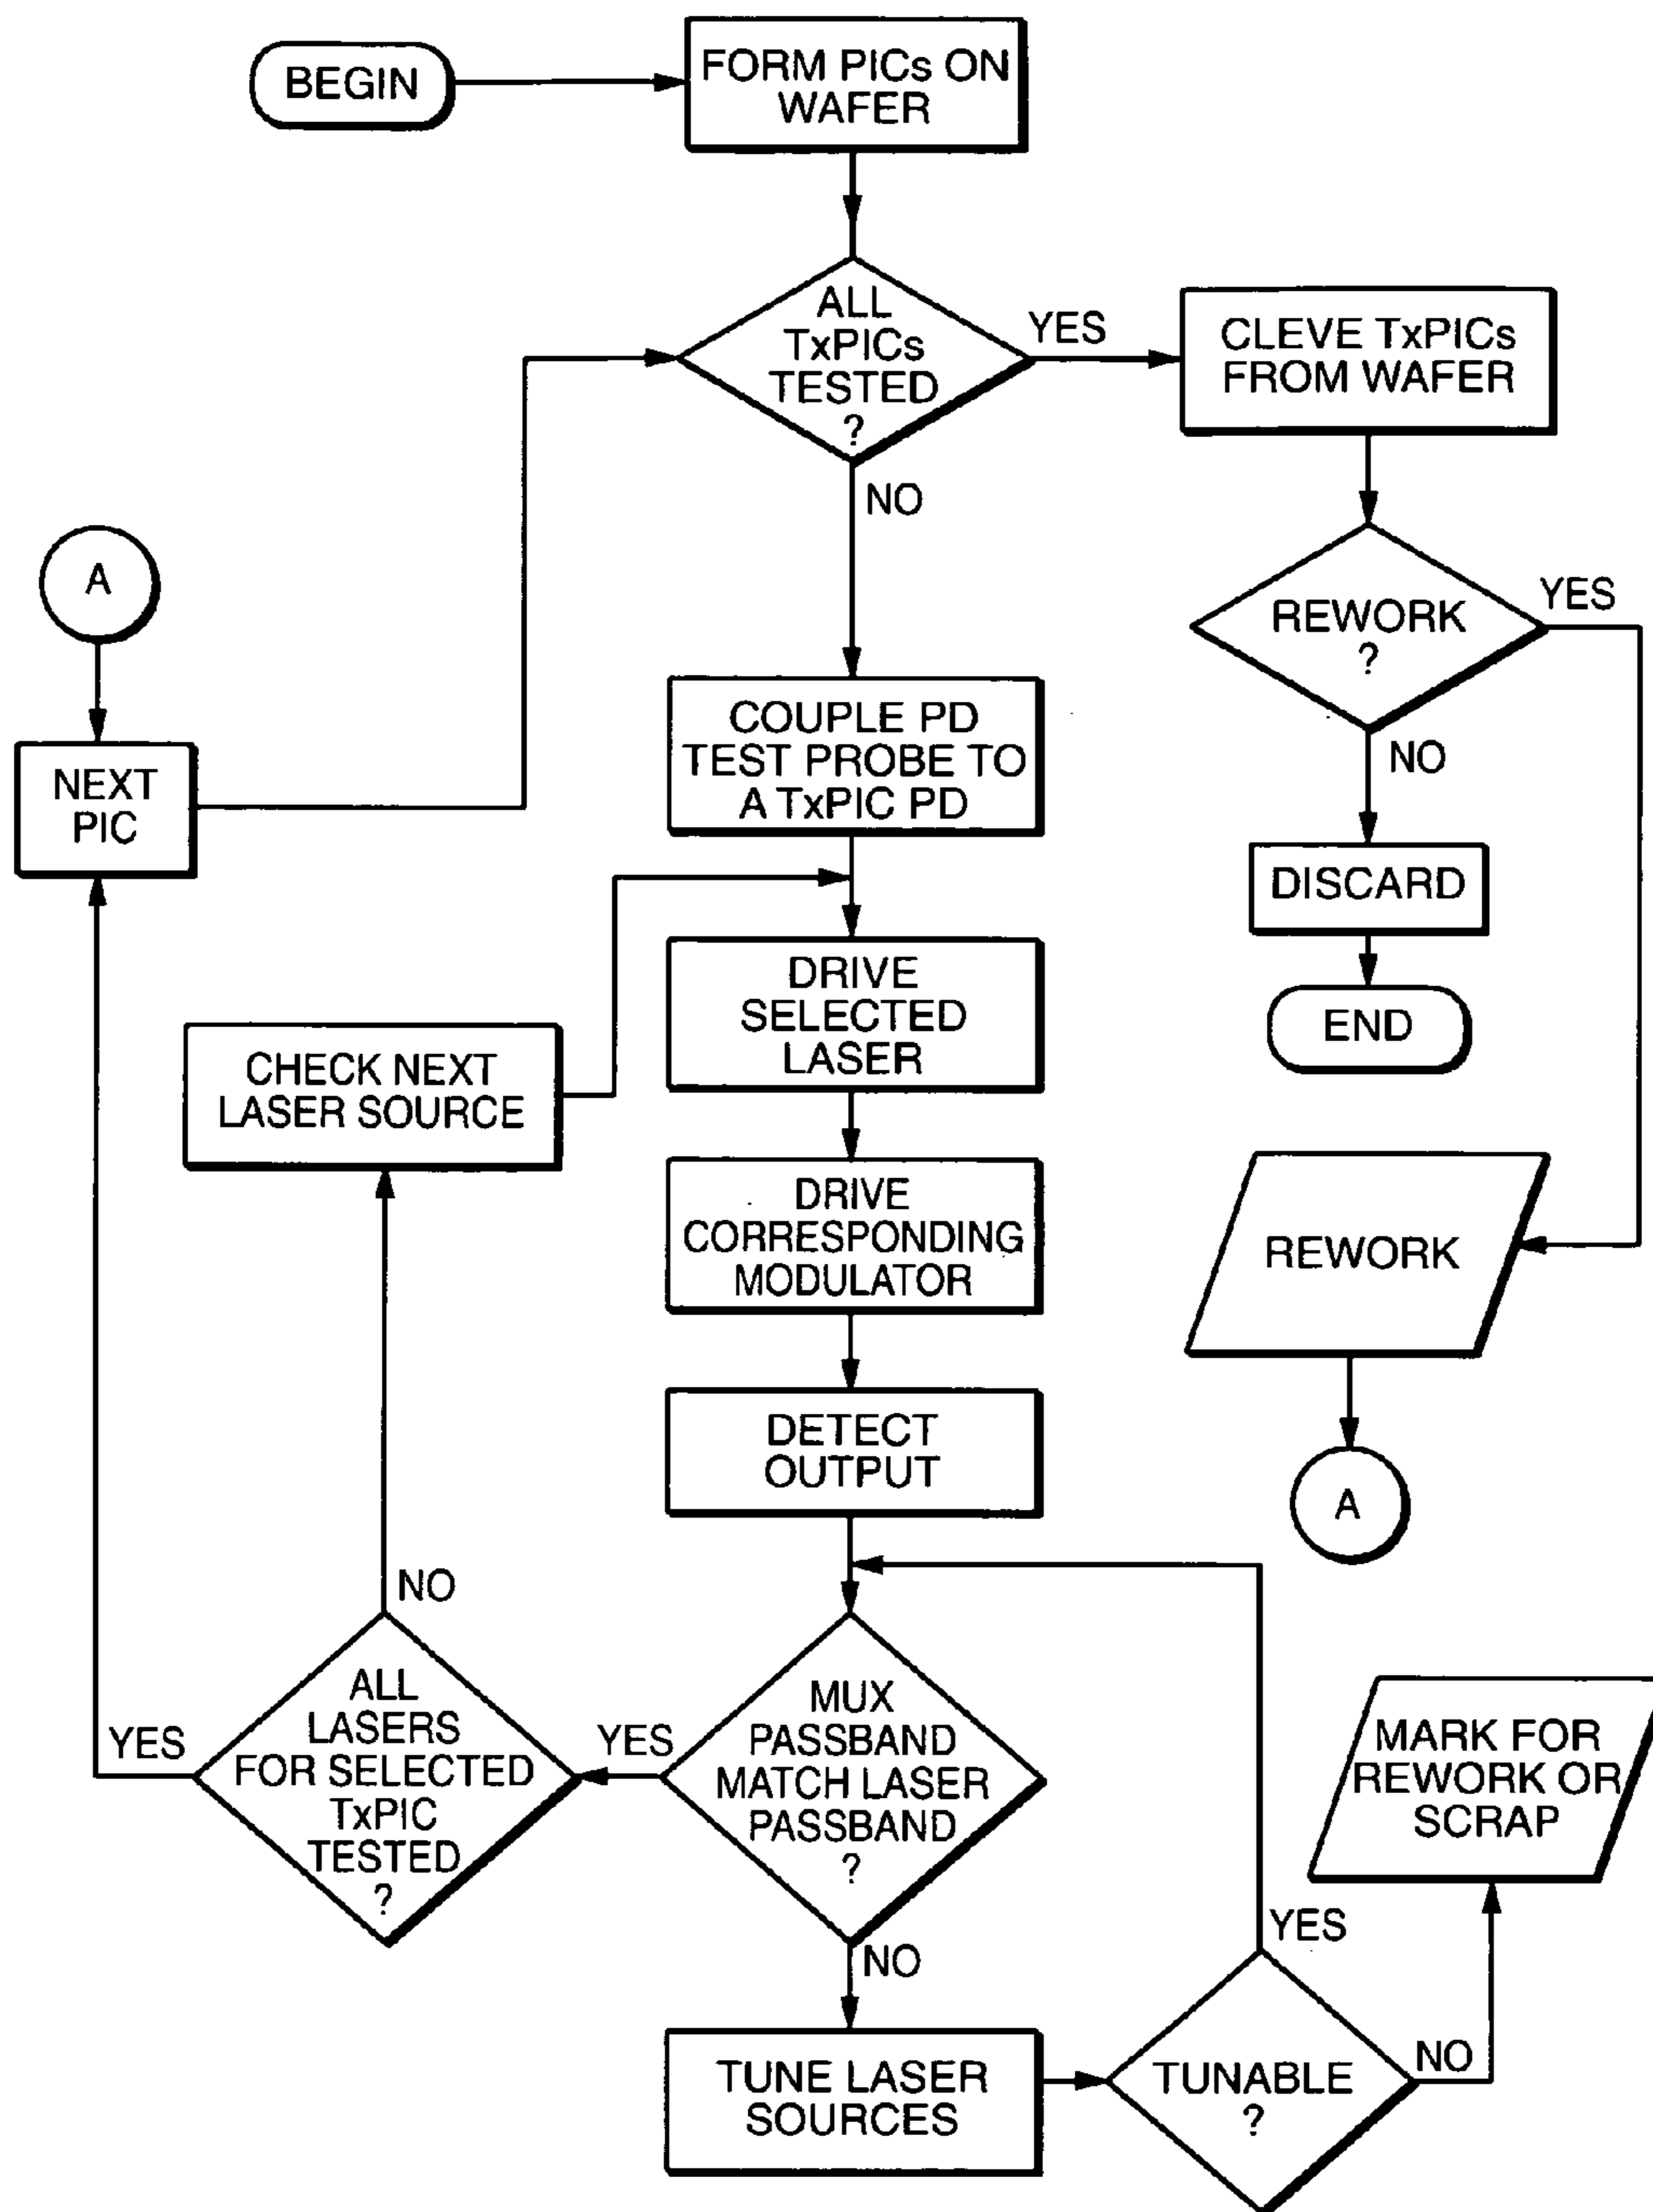 BEGIN
FORM PICs ON
WAFER
ALL
TxPICs
TESTED
?
YES
CLEVE TxPICs
FROM WAFER
NO
A
REWORK
?
YES
NO
NEXT
PIC
COUPLE PD
TEST PROBE TO
A TxPIC PD
DISCARD
END
DRIVE
SELECTED
LASER
CHECK NEXT
LASER SOURCE
DRIVE
CORRESPONDING
MODULATOR
REWORK
DETECT
OUTPUT
A
NO
ALL
LASERS
FOR SELECTED
TxPIC
TESTED
?
YES
YES
MUX
PASSBAND
MATCH LASER
PASSBAND
?
MARK FOR
REWORK OR
SCRAP
NO
YES
TUNE LASER
SOURCES
TUNABLE
?
NO